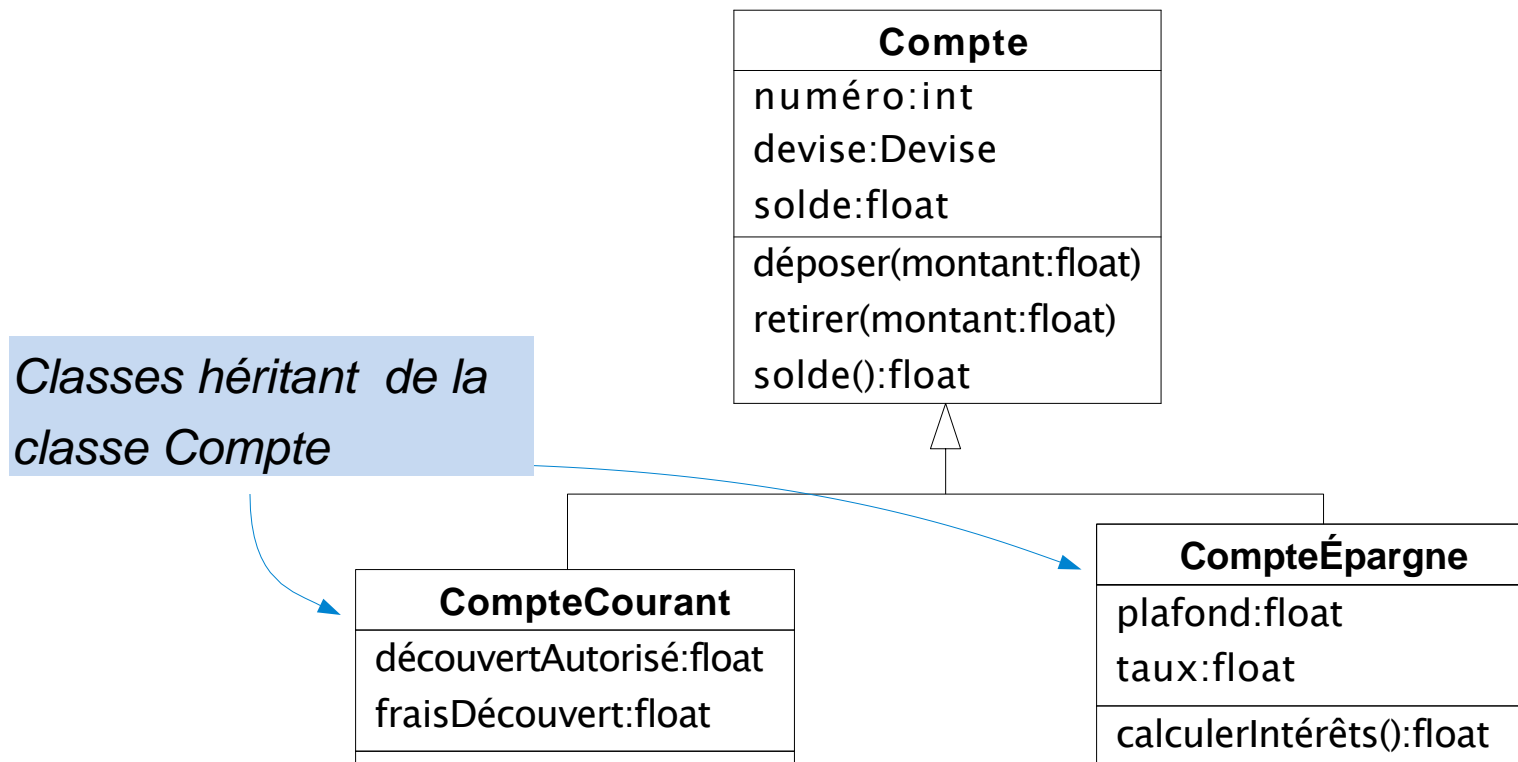 Compte
numéro:int
devise:Devise
solde:float
déposer(montant:float)
retirer(montant:float)
solde():float
Classes héritant de la
classe Compte
CompteCourant
découvertAutorisé:float
fraisDécouvert:float
CompteÉpargne
plafond:float
taux:float
calculerIntérêts():float